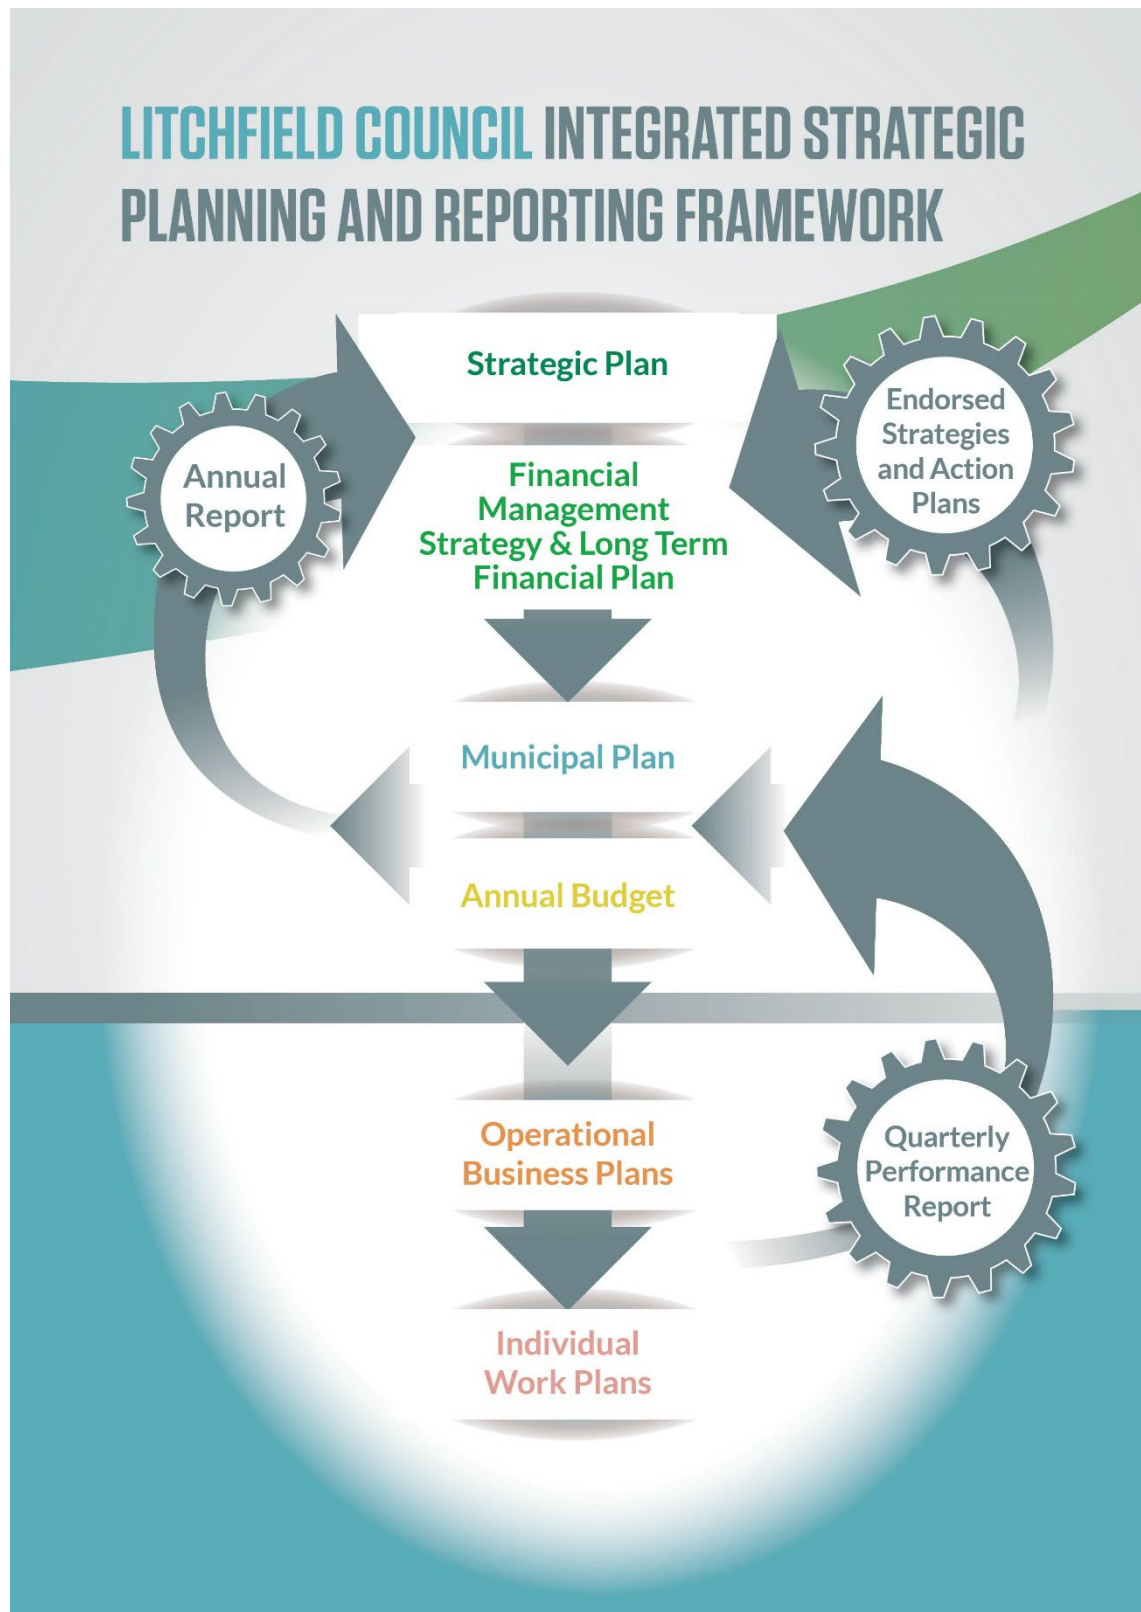 LITCHFIELD COUNCIL INTEGRATED STRATEGIC
PLANNING AND REPORTING FRAMEWORK
Strategic Plan
Annual
Report
Endorsed
Strategies
and Action
Plans
Financial
Management
Strategy & Long Term
Financial Plan
Municipal Plan
Annual Budget
Operational
Business Plans
Quarterly
Performance
Report
Individual
Work Plans